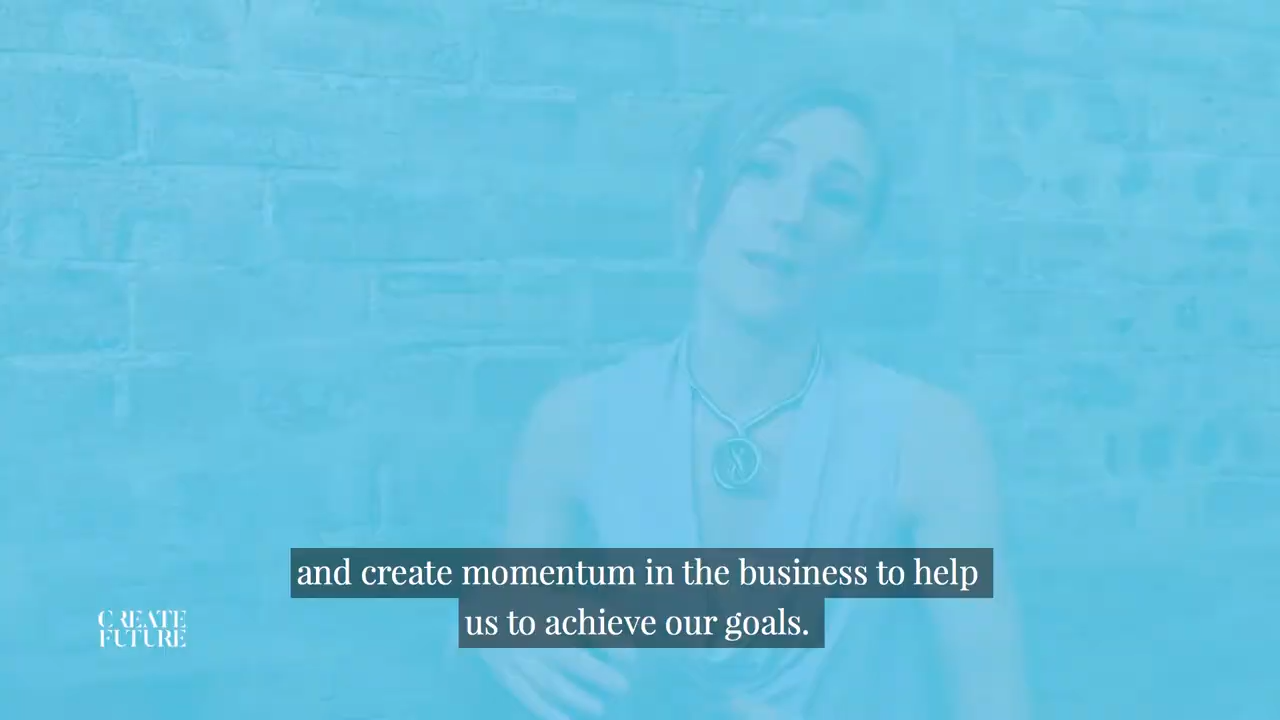 and create momentum in the business to help
us to achieve our goals.
CREATE
FUTURE